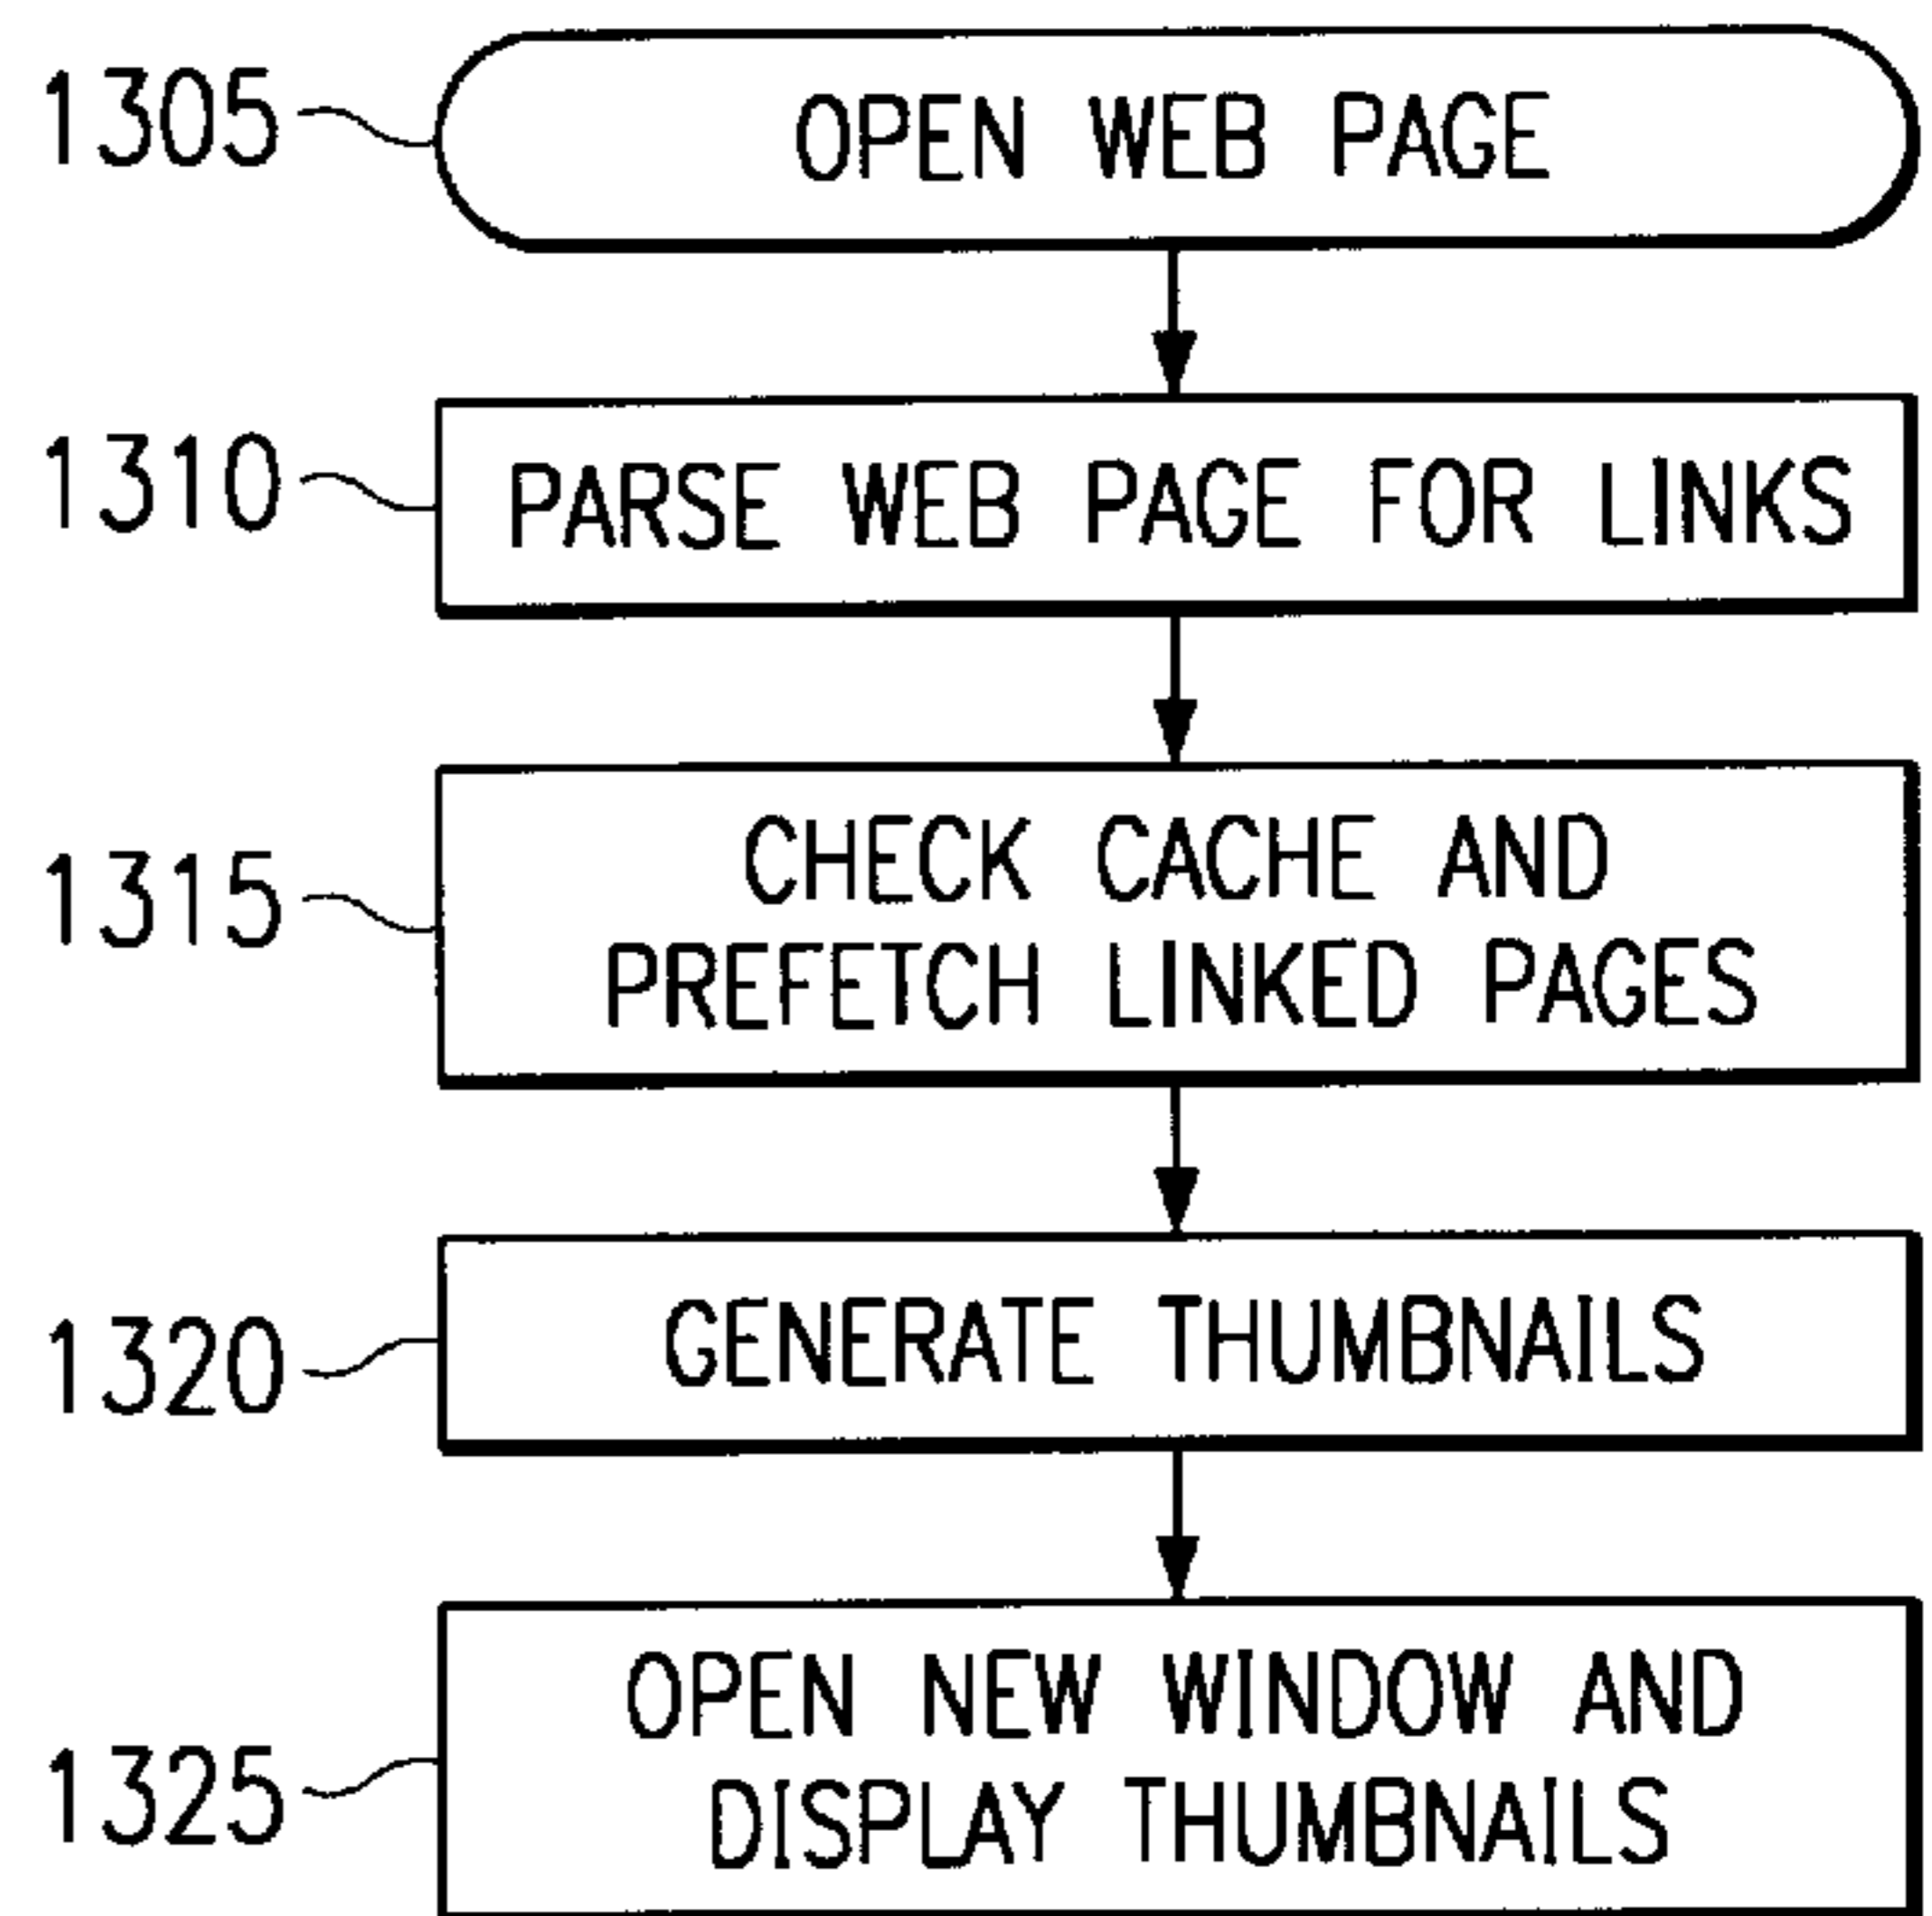 1305
OPEN WEB PAGE
1310
PARSE WEB PAGE FOR LINKS
1315
CHECK CACHE AND
PREFETCH LINKED PAGES
1320
GENERATE THUMBNAILS
1325
OPEN NEW WINDOW AND
DISPLAY THUMBNAILS